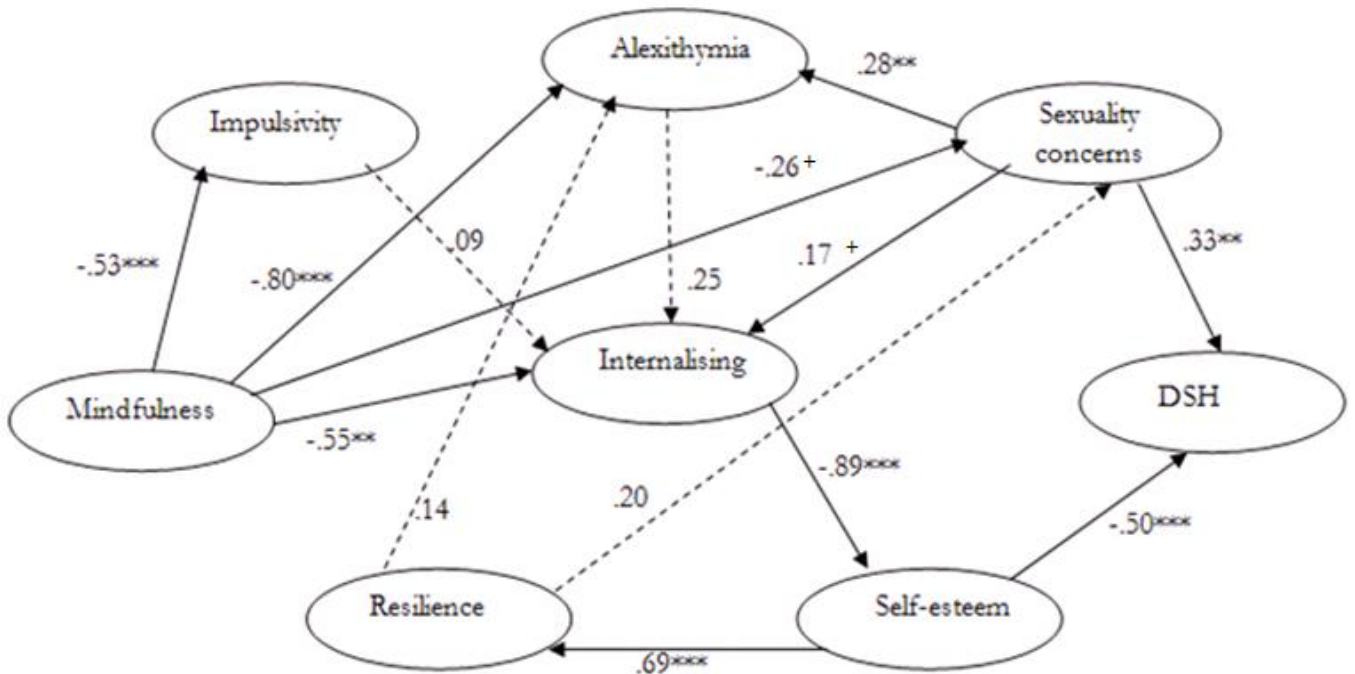 Alexithymia
.28**
Impulsivity
Sexuality
concerns
-.26+
.09
.17 +
.33**
-.53***
-.80***
.25
Internalising
Mindfulness
DSH
-.55**
-.89***
.14
.20
-.50***
Resilience
Self-esteem
.69***